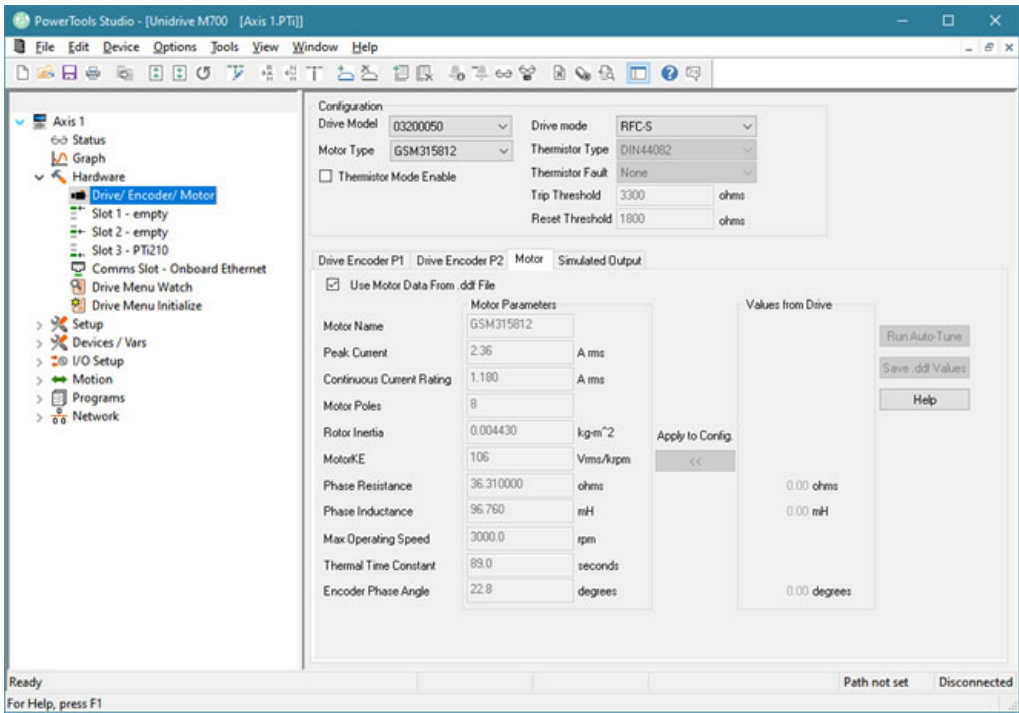 PowerTools Studio - [Unidrive M700 [Axis 1.PTi]]
File Edit Device Options Tools View Window Help
Axis 1
Status
Graph
Hardware
Drive/ Encoder/ Motor
Slot 1 - empty
Slot 2 - empty
Slot 3 - PTi210
Comms Slot - Onboard Ethernet
Drive Menu Watch
Drive Menu Initialize
Setup
Devices / Vars
I/O Setup
Motion
Programs
Network
Configuration
Drive Model 03200050 Drive mode RFC-S
Motor Type GSM315812 Thermistor Type DIN44082
Thermistor Mode Enable Thermistor Fault None
Trip Threshold 3300 ohms
Reset Threshold 1800 ohms
Drive Encoder P1 Drive Encoder P2 Motor Simulated Output
Use Motor Data From .ddf File
Motor Parameters Values from Drive
Motor Name GSM315812
Run Auto-Tune
Peak Current 2.36 A rms
Save .ddf Values
Continuous Current Rating 1.180 A rms
Help
Motor Poles 8
Rotor Inertia 0.004430 kg-m^2 Apply to Config.
MotorKE 106 Vrms/krpm <<
Phase Resistance 36.310000 ohms 0.00 ohms
Phase Inductance 96.760 mH 0.00 mH
Max Operating Speed 3000.0 rpm
Thermal Time Constant 89.0 seconds
Encoder Phase Angle 22.8 degrees 0.00 degrees
Ready Path not set Disconnected
For Help, press F1